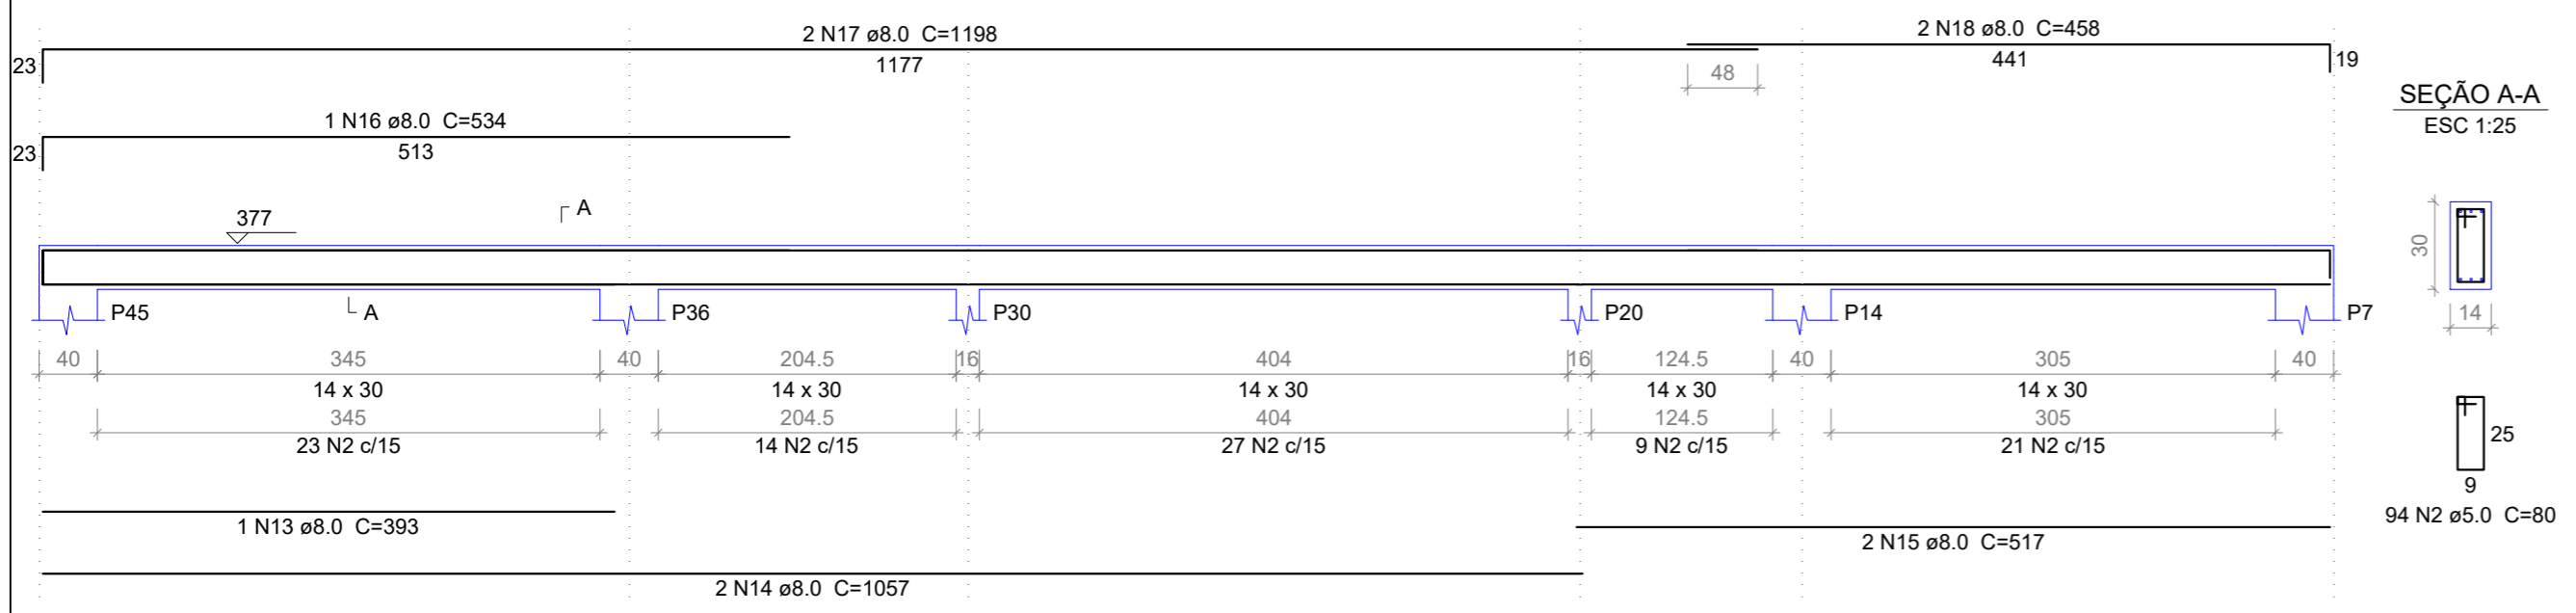 2 N17 ø8.0  C=1198
2 N18 ø8.0  C=458
23
1177
441
19
48
SEÇÃO A-A
ESC 1:25
1 N16 ø8.0  C=534
23
513
377
A
30
14
A
P45
P36
P30
P20
P14
P7
40
345
40
204.5
16
404
16
124.5
40
305
40
14 x 30
14 x 30
14 x 30
14 x 30
14 x 30
345
204.5
404
124.5
305
23 N2 c/15
14 N2 c/15
27 N2 c/15
9 N2 c/15
21 N2 c/15
25
9
94 N2 ø5.0  C=80
1 N13 ø8.0  C=393
2 N15 ø8.0  C=517
2 N14 ø8.0  C=1057